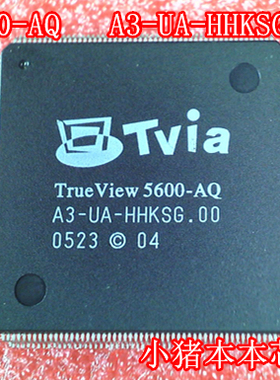 0-AQ A3-UA-HHKSG
Tvia
TrueView 5600-AQ
A3-UA-HHKSG.00
0523 © 04
小猪本本